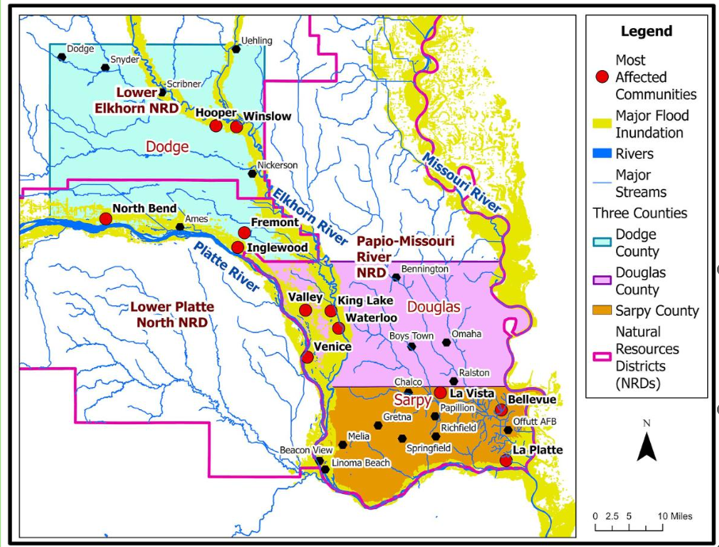 Dodge
Snyder
Uehling
Scribner
Lower
Elkhorn NRD
Hooper
Winslow
Dodge
Nickerson
Missouri River
Elkhorn River
North Bend
Ames
Fremont
Inglewood
Platte River
Papio-Missouri
River
NRD
Bennington
Lower Platte
North NRD
Valley
King Lake
Waterloo
Douglas
Boys Town
Omaha
Venice
Ralston
Chalco
La Vista
Sarpy
Bellevue
Papillion
Gretna
Offutt AFB
Richfield
Melia
Springfield
Beacon View
La Platte
Linoma Beach
Legend
Most
Affected
Communities
Major Flood
Inundation
Rivers
Major
Streams
Three Counties
Dodge
County
Douglas
County
Sarpy County
Natural
Resources
Districts
(NRDs)
N
0 2.5 5 10 Miles